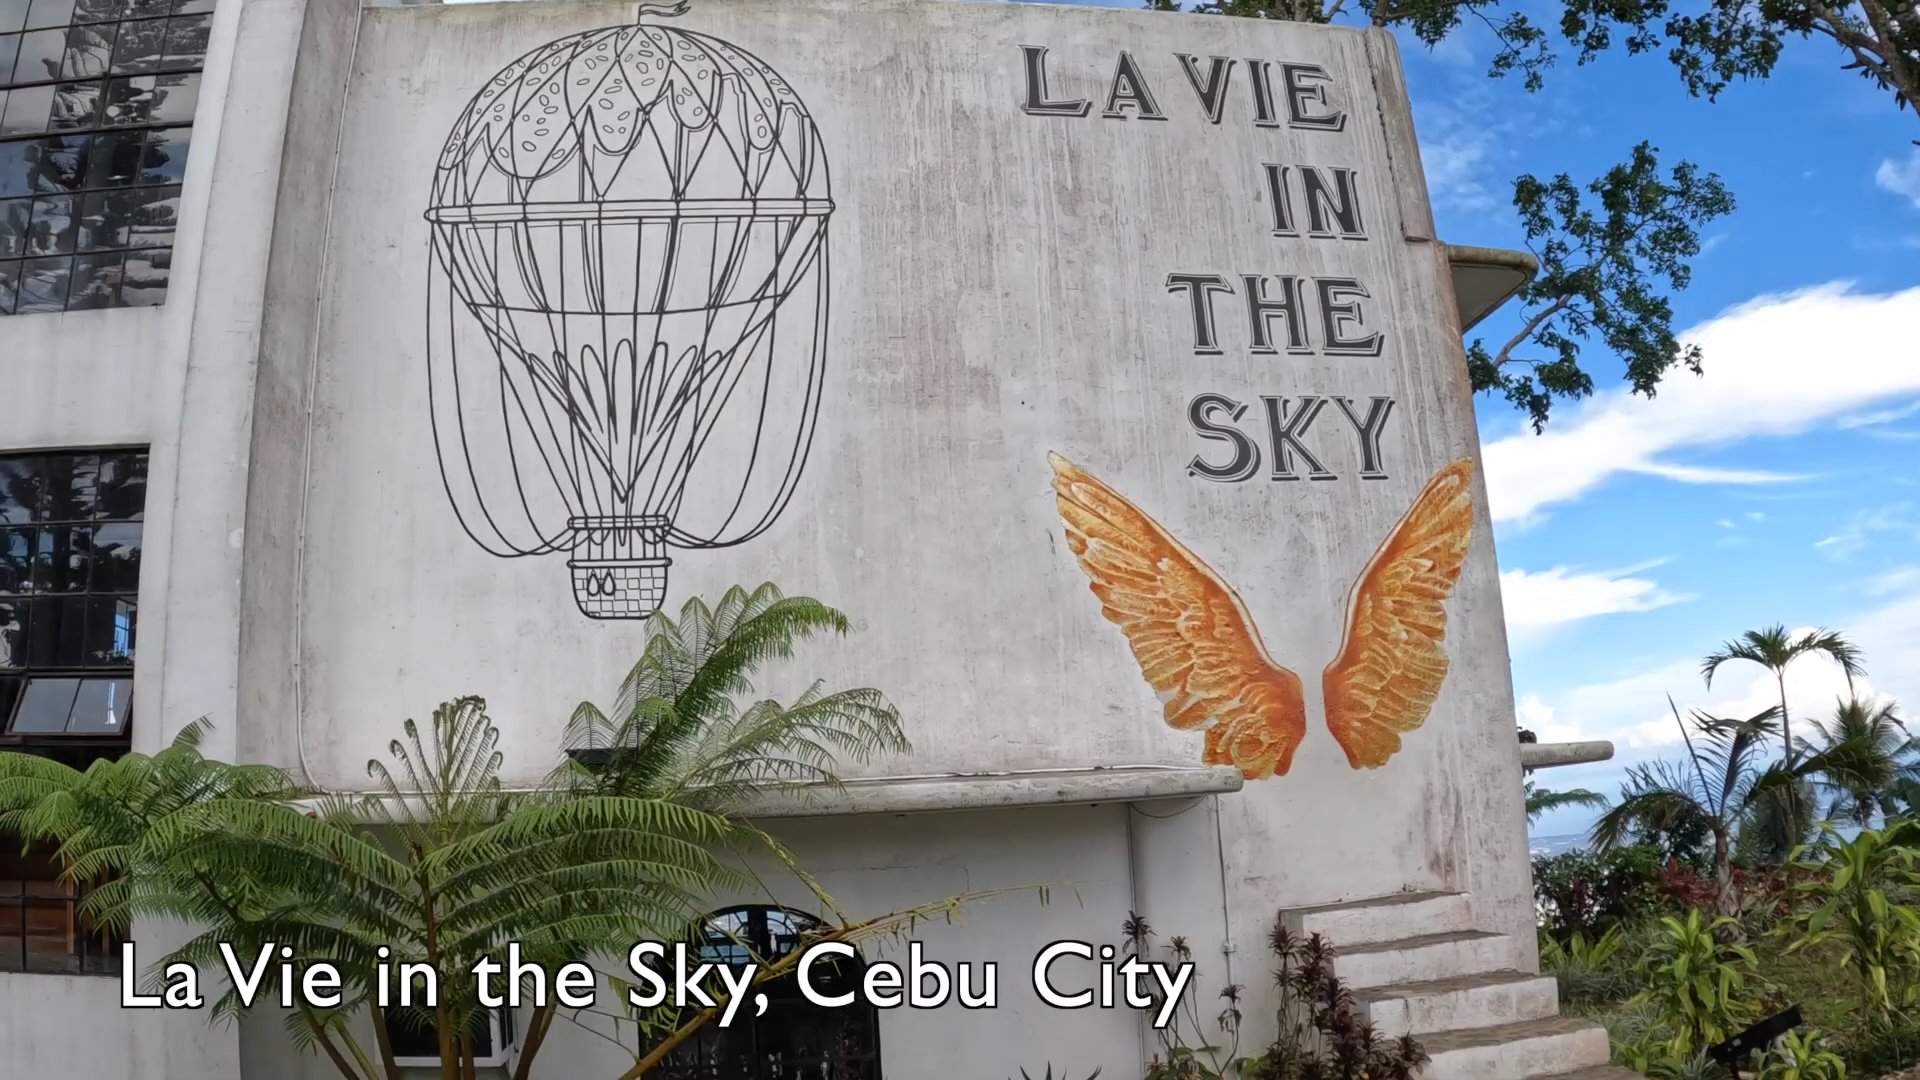 LA VIE
IN
THE
SKY
La Vie in the Sky, Cebu City